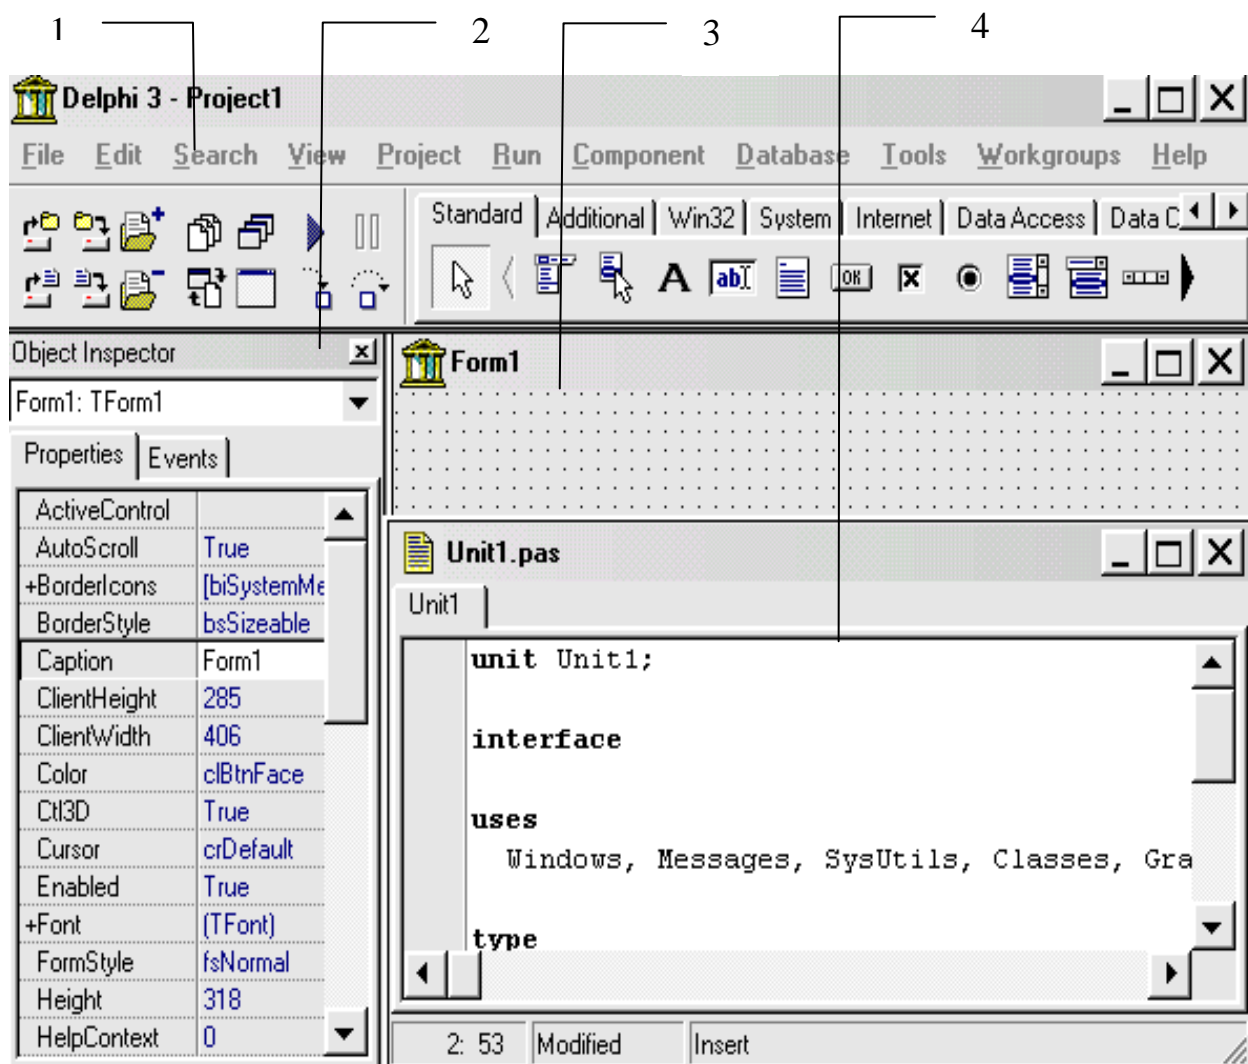 1 2 3 4
Delphi 3 - Project1
File Edit Search View Project Run Component Database Tools Workgroups Help
Standard Additional Win32 System Internet Data Access Data C
A ab OK
Object Inspector
Form1: TForm1
Properties Events
ActiveControl
AutoScroll True
+BorderIcons [biSystemMe
BorderStyle bsSizeable
Caption Form1
ClientHeight 285
ClientWidth 406
Color clBtnFace
Ctl3D True
Cursor crDefault
Enabled True
+Font (TFont)
FormStyle fsNormal
Height 318
HelpContext 0
Form1
Unit1.pas
Unit1
unit Unit1;
interface
uses
Windows, Messages, SysUtils, Classes, Gra
type
2: 53 Modified Insert